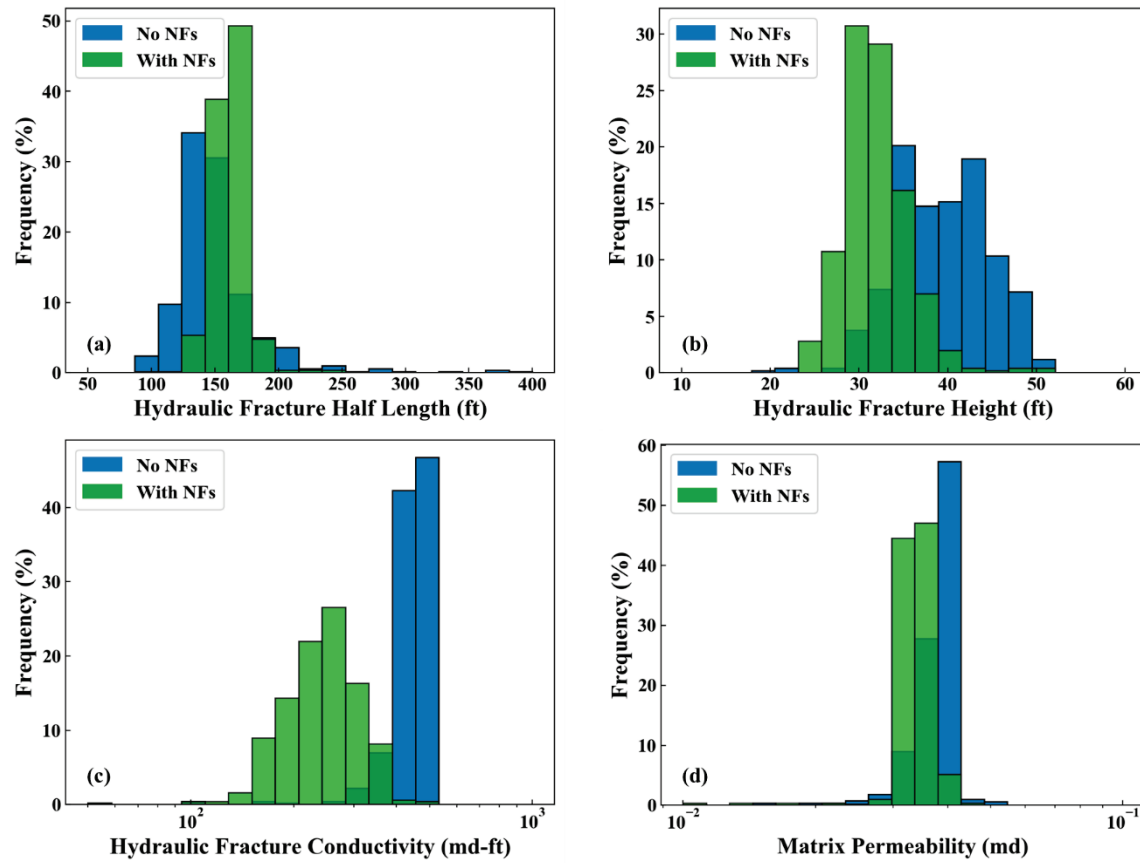 50
40
30
20
10
0
Frequency (%)
No NFs
With NFs
(a)
50 100 150 200 250 300 350 400
Hydraulic Fracture Half Length (ft)
30
25
20
15
10
5
0
Frequency (%)
No NFs
With NFs
(b)
10 20 30 40 50 60
Hydraulic Fracture Height (ft)
40
30
20
10
0
Frequency (%)
No NFs
With NFs
(c)
10² 10³
Hydraulic Fracture Conductivity (md-ft)
60
50
40
30
20
10
0
Frequency (%)
No NFs
With NFs
(d)
10⁻² 10⁻¹
Matrix Permeability (md)